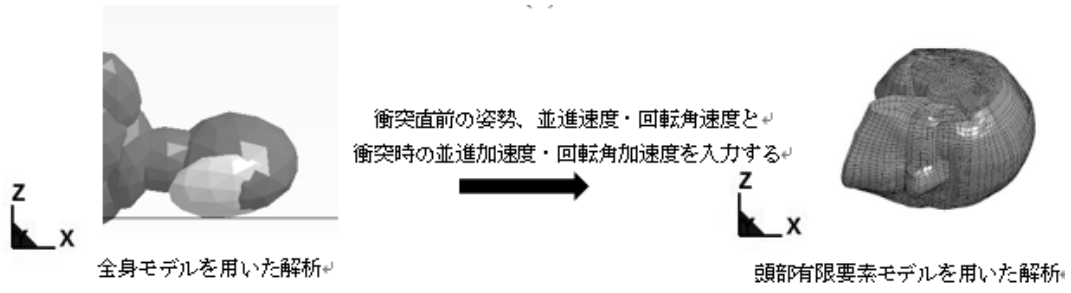 衝突直前の姿勢、並進速度・回転角速度と
衝突時の並進加速度・回転角加速度を入力する
Z
X
Z
X
全身モデルを用いた解析
頭部有限要素モデルを用いた解析